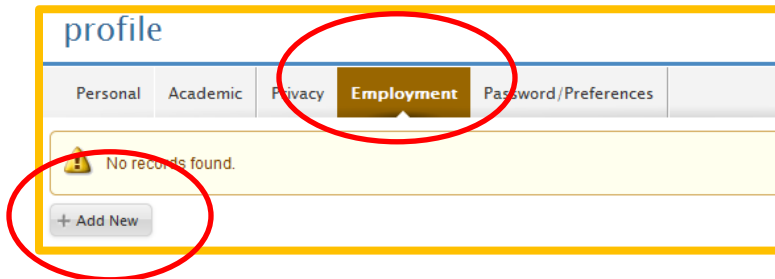 profile
Personal Academic Privacy Employment Password/Preferences
No records found.
+ Add New